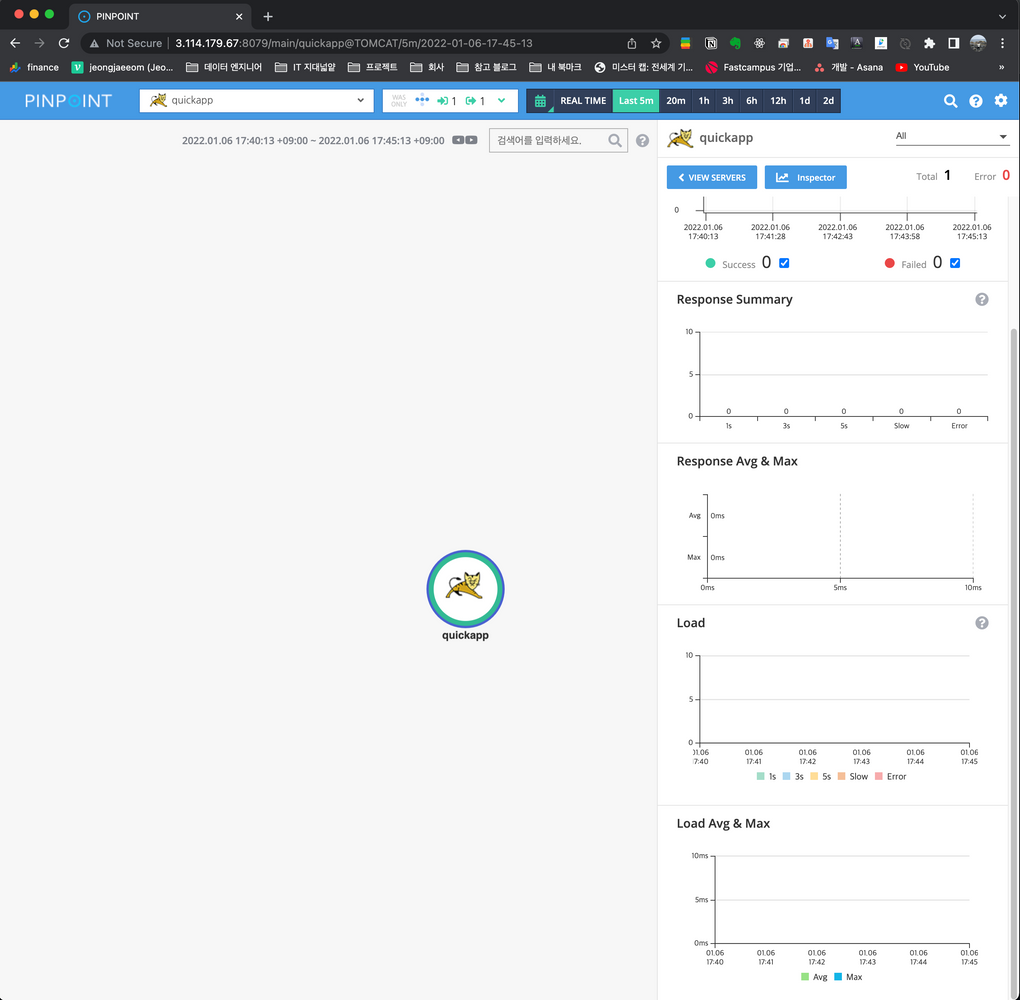 PINPOINT
Not Secure 3.114.179.67:8079/main/quickapp@TOMCAT/5m/2022-01-06-17-45-13
finance jeongjaeeom (Jeo... 데이터 엔지니어 IT 지대넓얕 프로젝트 회사 참고 블로그 내 북마크 미스터 캡: 전세계 기... Fastcampus 기업... 개발 - Asana YouTube »
PINPOINT quickapp WAS ONLY 1 1 REAL TIME Last 5m 20m 1h 3h 6h 12h 1d 2d
2022.01.06 17:40:13 +09:00 ~ 2022.01.06 17:45:13 +09:00 검색어를 입력하세요.
quickapp
quickapp All
VIEW SERVERS Inspector Total 1 Error 0
0
2022.01.06 2022.01.06 2022.01.06 2022.01.06 2022.01.06
17:40:13 17:41:28 17:42:43 17:43:58 17:45:13
Success 0 Failed 0
Response Summary
10
5
0
0 0 0 0 0
1s 3s 5s Slow Error
Response Avg & Max
Avg 0ms
Max 0ms
0ms 5ms 10ms
Load
10
5
0
01.06 01.06 01.06 01.06 01.06 01.06
17:40 17:41 17:42 17:43 17:44 17:45
1s 3s 5s Slow Error
Load Avg & Max
10ms
5ms
0ms
01.06 01.06 01.06 01.06 01.06 01.06
17:40 17:41 17:42 17:43 17:44 17:45
Avg Max